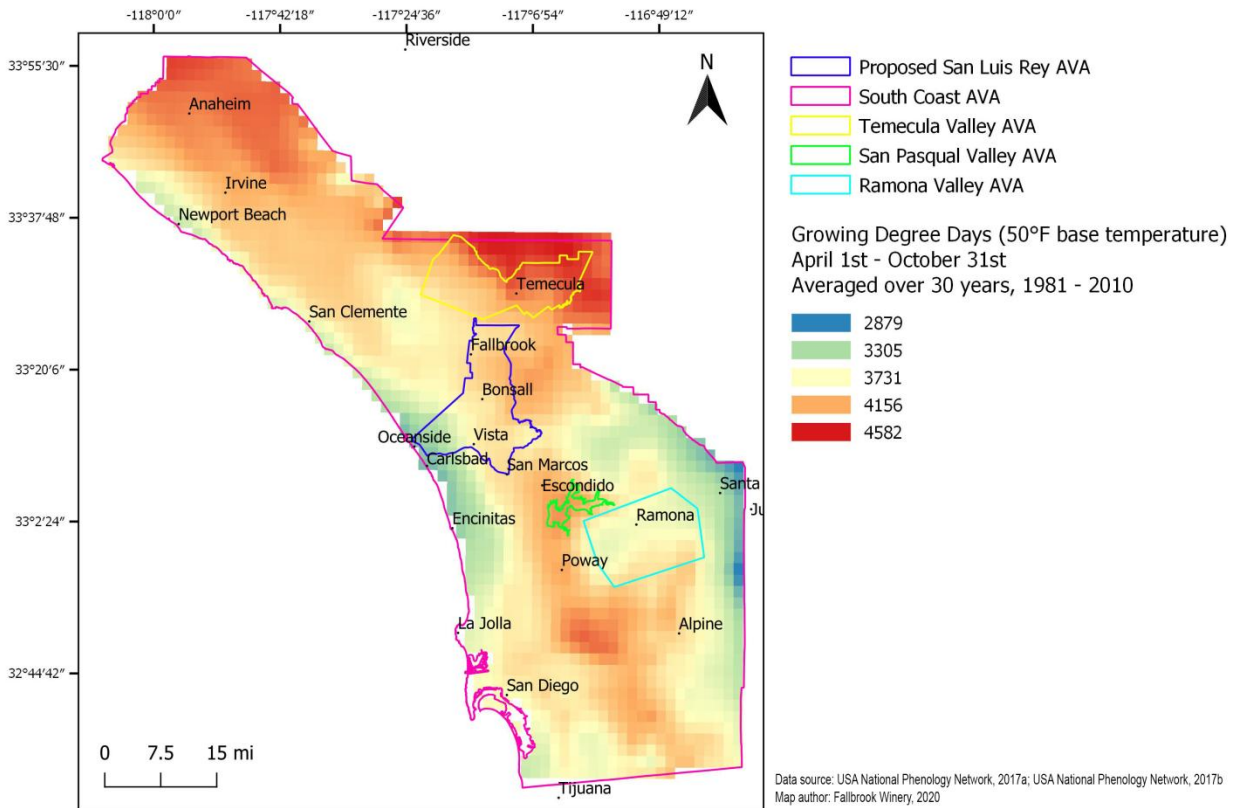 -118°0′0″
-117°42′18″
-117°24′36″
-117°6′54″
-116°49′12″
Riverside
33°55′30″
33°37′48″
33°20′6″
33°2′24″
32°44′42″
N
Anaheim
Irvine
Newport Beach
Temecula
San Clemente
Fallbrook
Bonsall
Oceanside
Vista
Carlsbad
San Marcos
Escondido
Santa
Ju
Encinitas
Ramona
Poway
La Jolla
Alpine
San Diego
Tijuana
0 7.5 15 mi
Proposed San Luis Rey AVA
South Coast AVA
Temecula Valley AVA
San Pasqual Valley AVA
Ramona Valley AVA
Growing Degree Days (50°F base temperature)
April 1st - October 31st
Averaged over 30 years, 1981 - 2010
2879
3305
3731
4156
4582
Data source: USA National Phenology Network, 2017a; USA National Phenology Network, 2017b
Map author: Fallbrook Winery, 2020